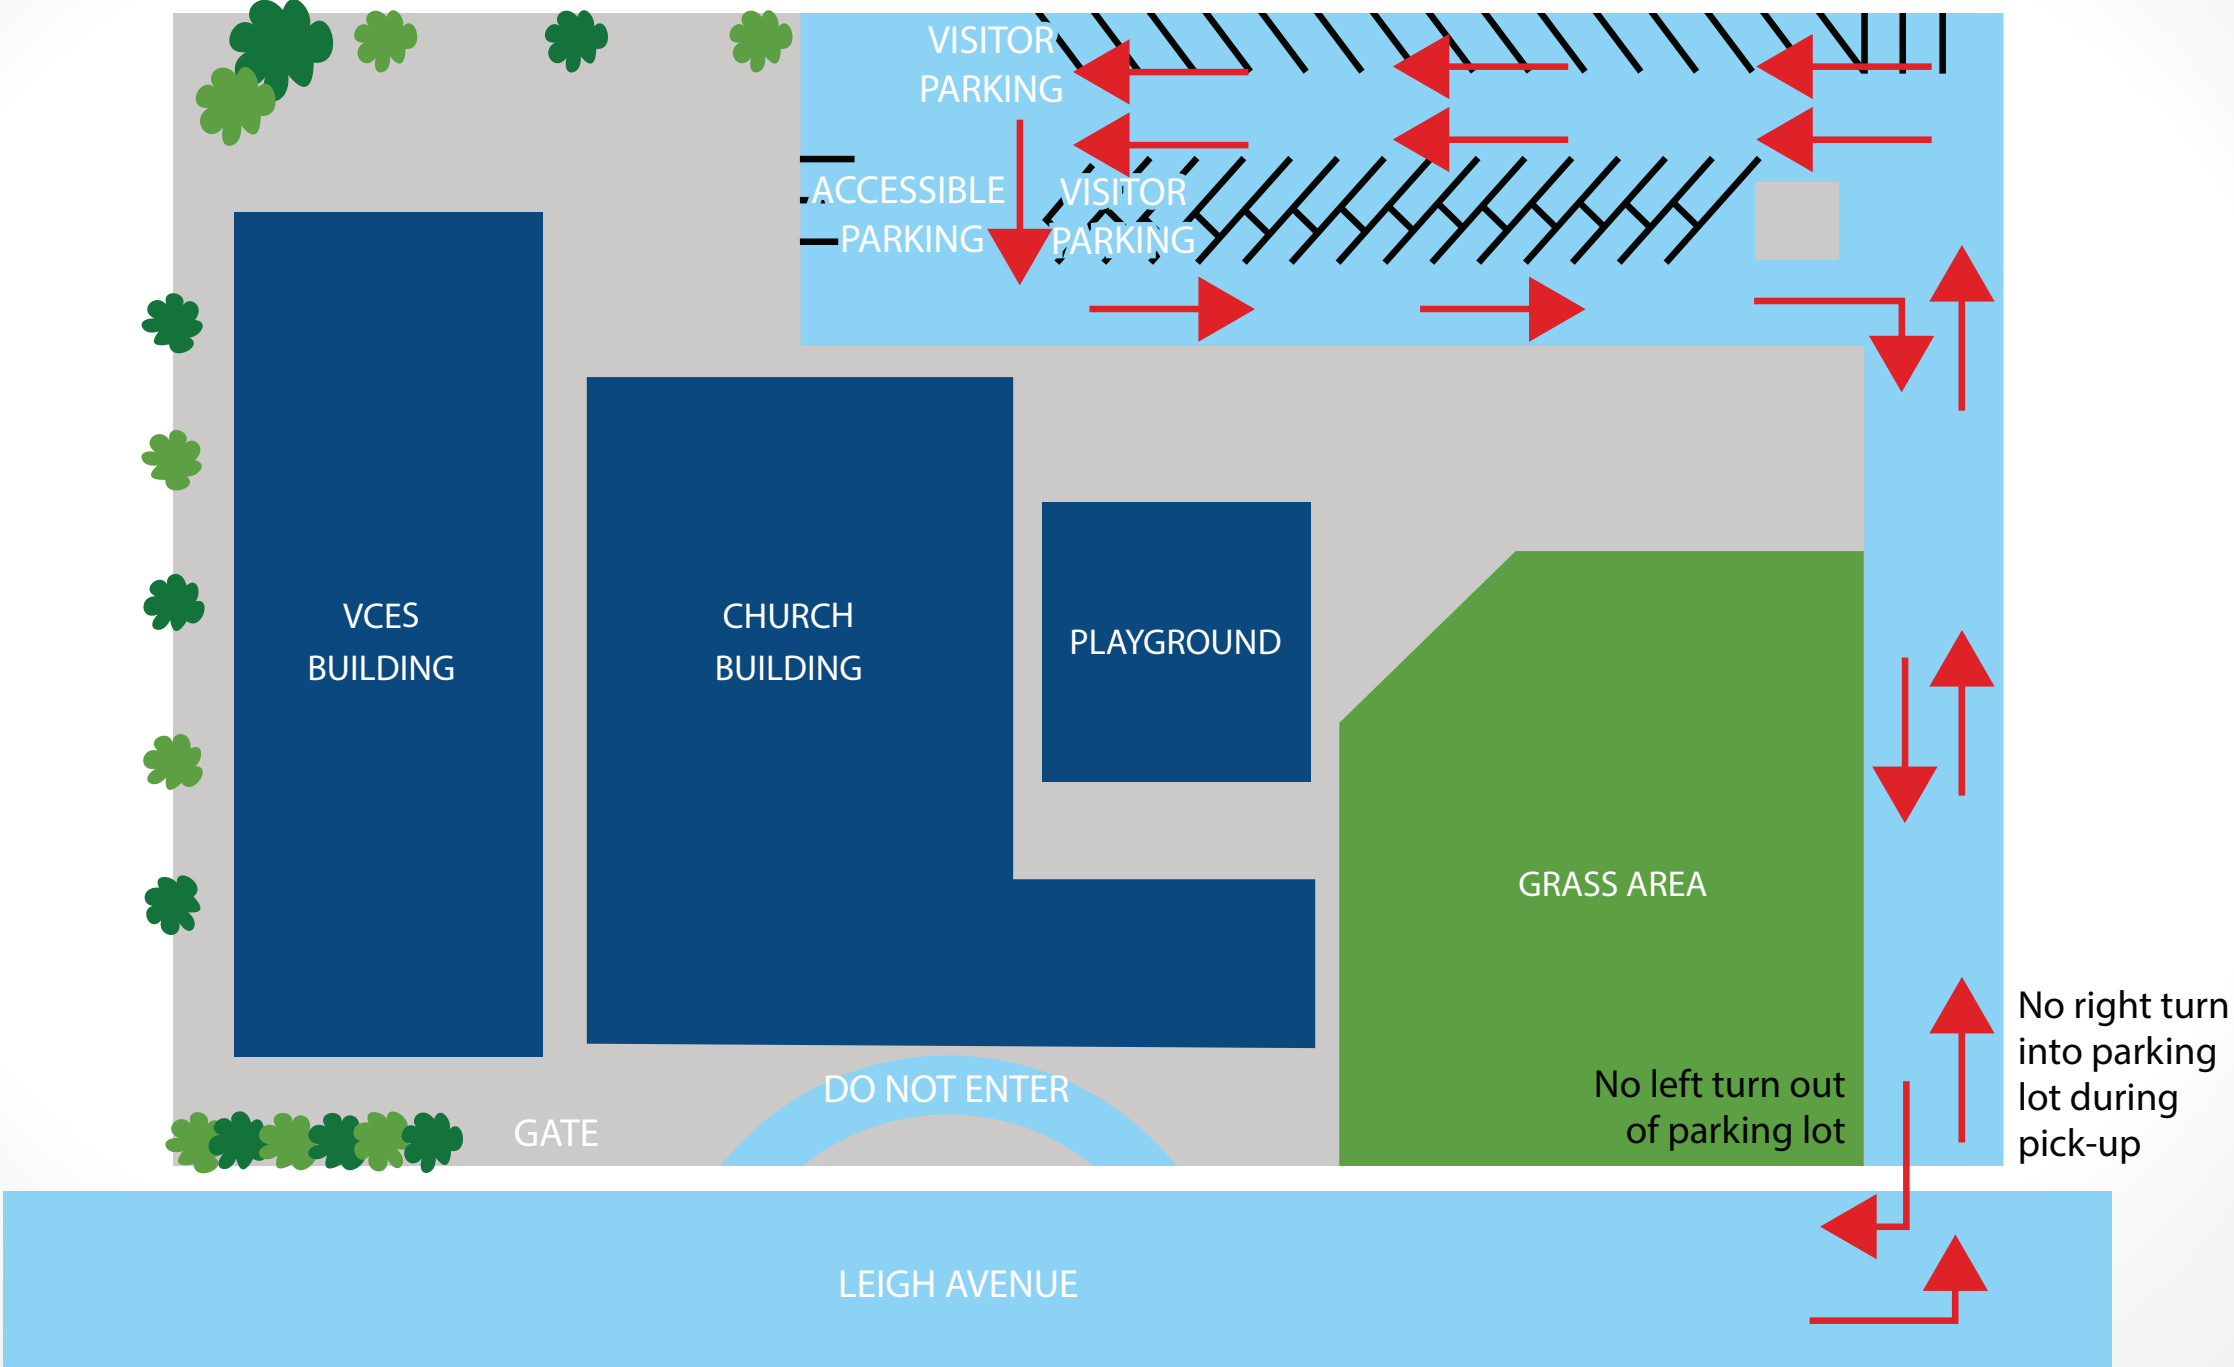 VISITOR
PARKING
ACCESSIBLE
PARKING
VISITOR
PARKING
VCES
BUILDING
CHURCH
BUILDING
PLAYGROUND
GRASS AREA
No right turn
into parking
lot during
pick-up
No left turn out
of parking lot
DO NOT ENTER
GATE
LEIGH AVENUE